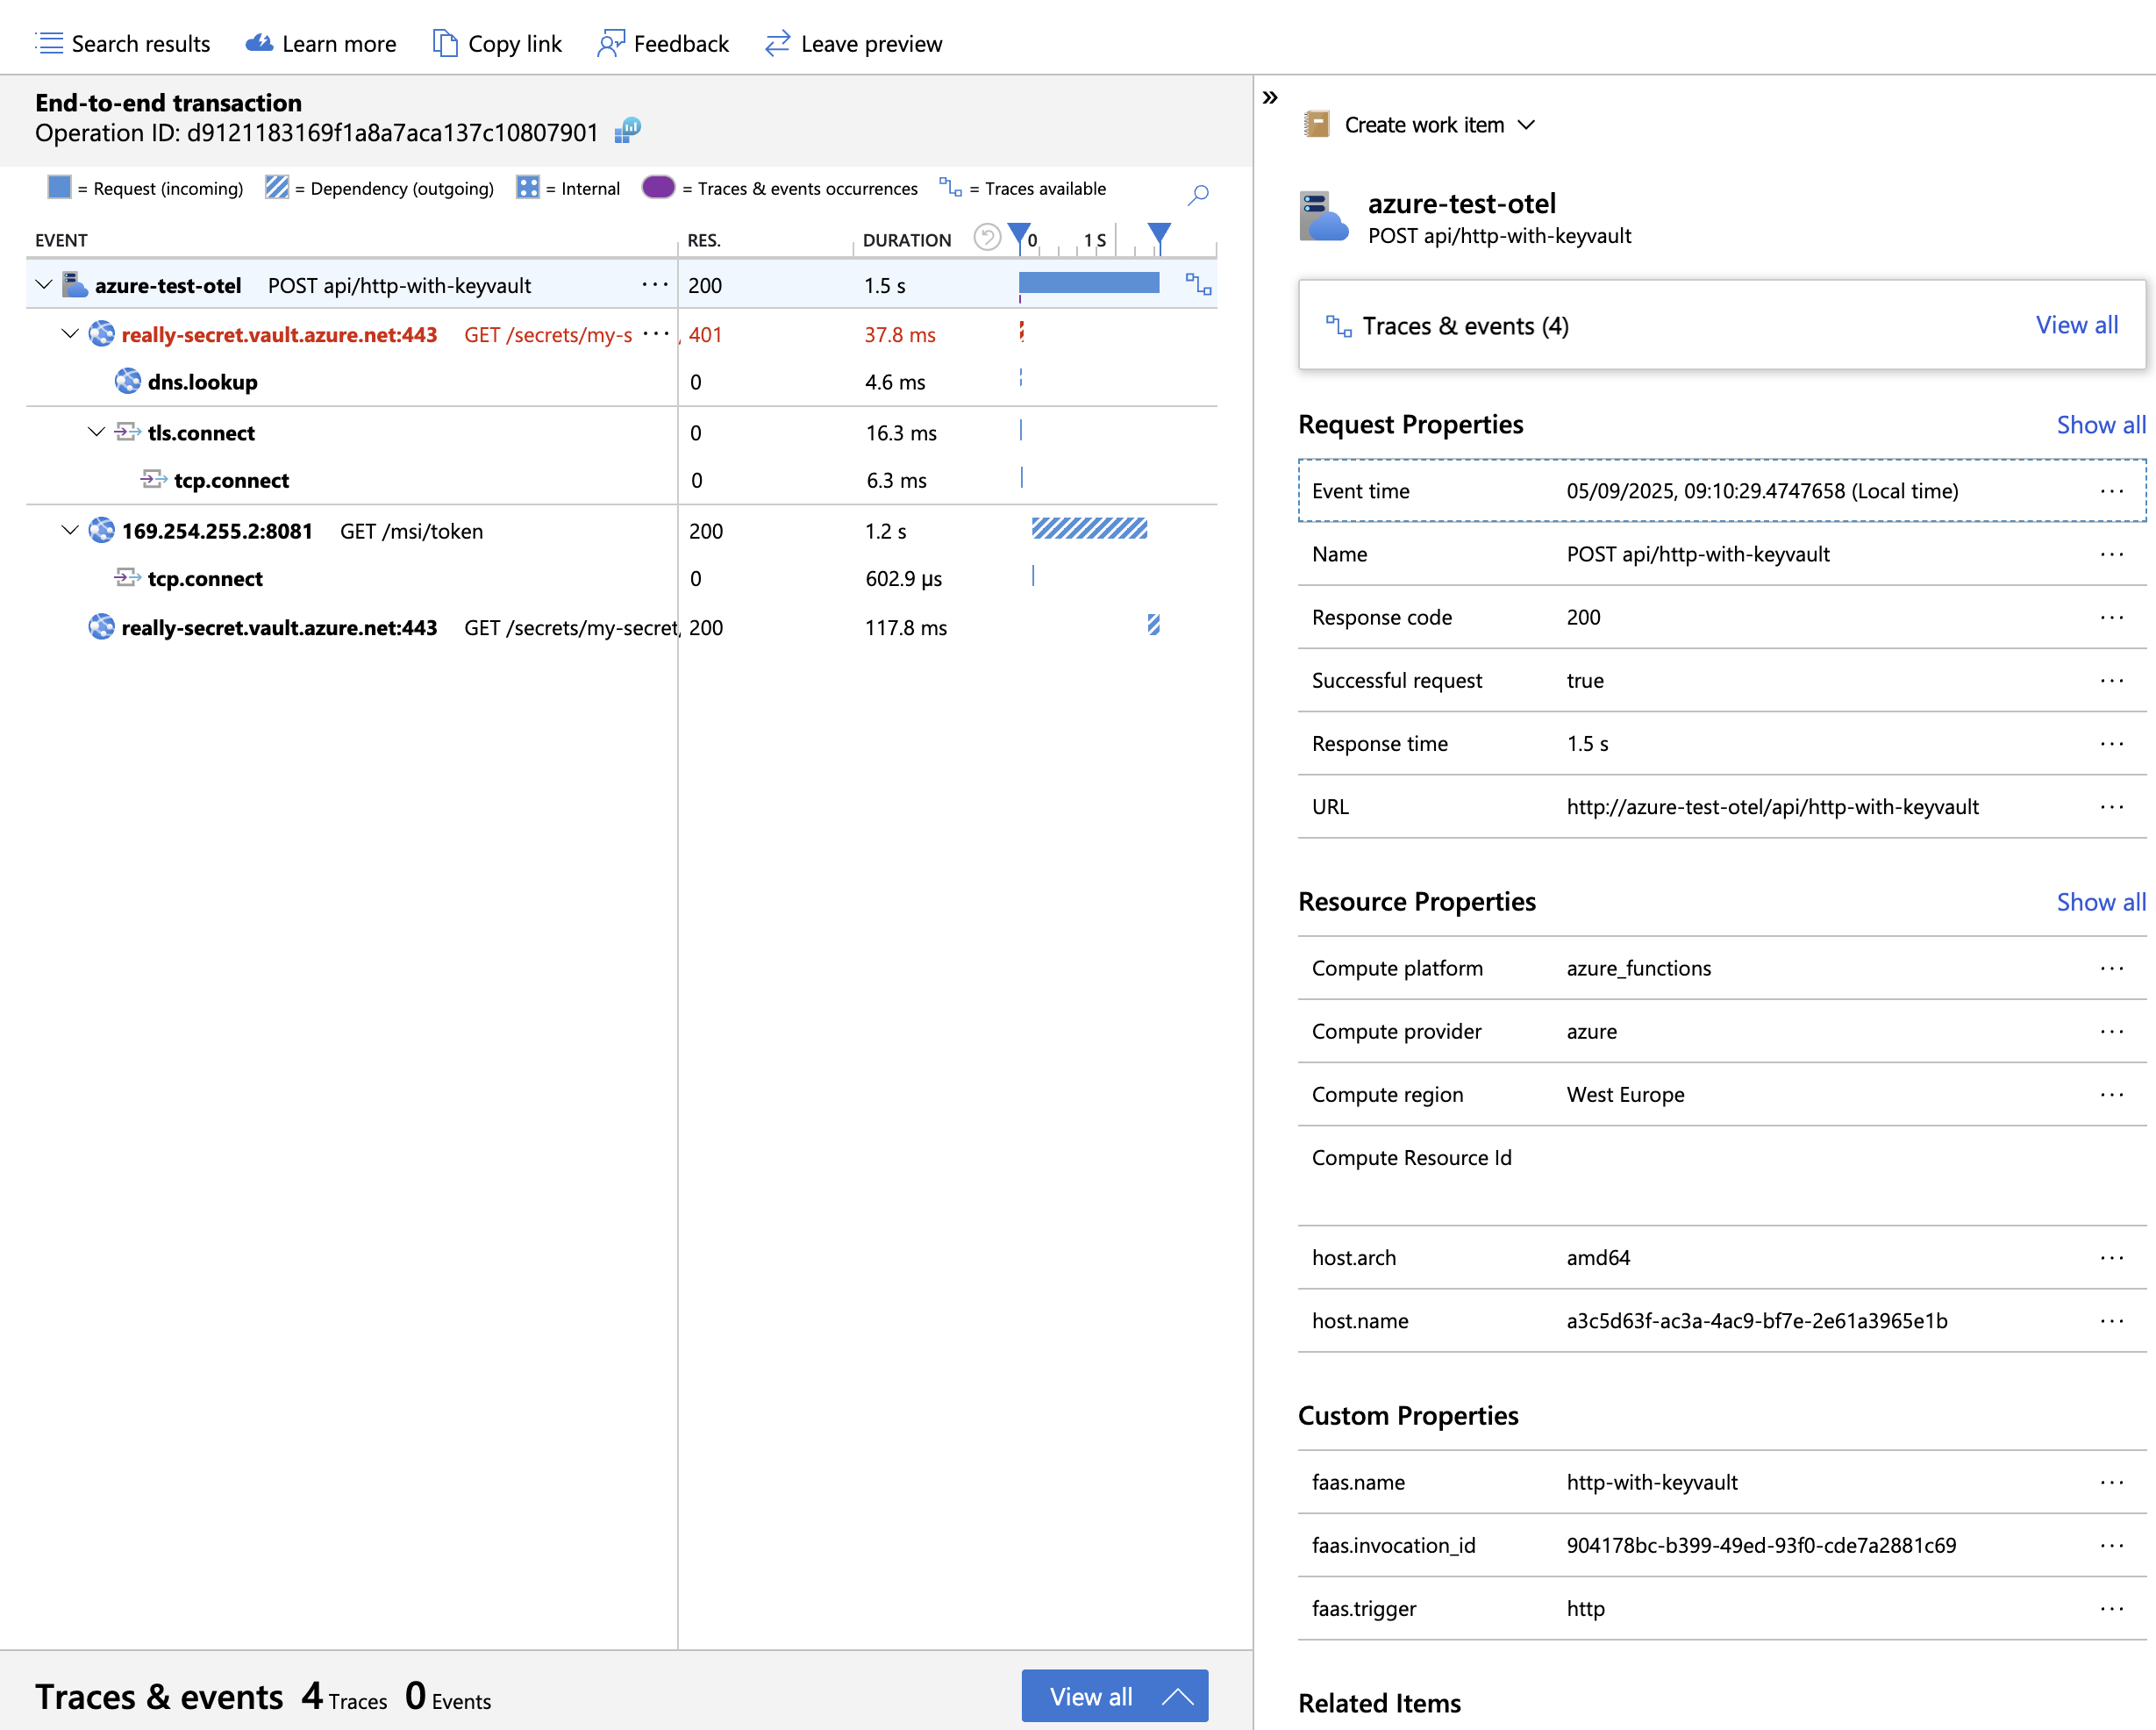 Search results Learn more Copy link Feedback Leave preview
End-to-end transaction
Operation ID: d9121183169f1a8a7aca137c10807901
= Request (incoming) = Dependency (outgoing) = Internal = Traces & events occurrences = Traces available
EVENT RES. DURATION 0 1 S
azure-test-otel POST api/http-with-keyvault ··· 200 1.5 s
really-secret.vault.azure.net:443 GET /secrets/my-s ··· 401 37.8 ms
dns.lookup 0 4.6 ms
tls.connect 0 16.3 ms
tcp.connect 0 6.3 ms
169.254.255.2:8081 GET /msi/token 200 1.2 s
tcp.connect 0 602.9 µs
really-secret.vault.azure.net:443 GET /secrets/my-secret, 200 117.8 ms
Traces & events 4 Traces 0 Events View all
»
Create work item
azure-test-otel
POST api/http-with-keyvault
Traces & events (4) View all
Request Properties Show all
Event time 05/09/2025, 09:10:29.4747658 (Local time) ···
Name POST api/http-with-keyvault ···
Response code 200 ···
Successful request true ···
Response time 1.5 s ···
URL http://azure-test-otel/api/http-with-keyvault ···
Resource Properties Show all
Compute platform azure_functions ···
Compute provider azure ···
Compute region West Europe ···
Compute Resource Id
host.arch amd64 ···
host.name a3c5d63f-ac3a-4ac9-bf7e-2e61a3965e1b ···
Custom Properties
faas.name http-with-keyvault ···
faas.invocation_id 904178bc-b399-49ed-93f0-cde7a2881c69 ···
faas.trigger http ···
Related Items